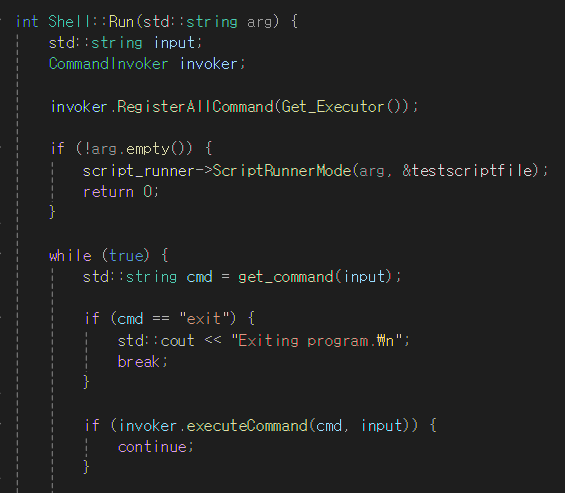 int Shell::Run(std::string arg) {
    std::string input;
    CommandInvoker invoker;

    invoker.RegisterAllCommand(Get_Executor());

    if (!arg.empty()) {
        script_runner->ScriptRunnerMode(arg, &testscriptfile);
        return 0;
    }

    while (true) {
        std::string cmd = get_command(input);

        if (cmd == "exit") {
            std::cout << "Exiting program.₩n";
            break;
        }

        if (invoker.executeCommand(cmd, input)) {
            continue;
        }